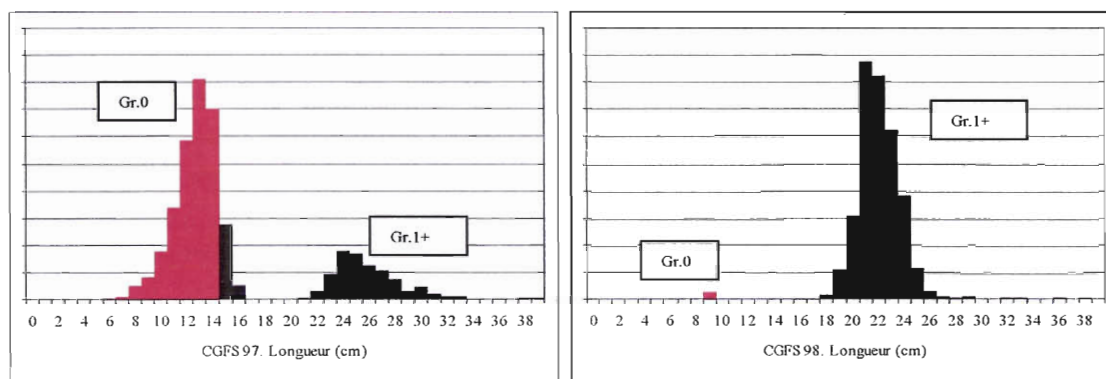 Gr.0
Gr.1+
0 2 4 6 8 10 12 14 16 18 20 22 24 26 28 30 32 34 36 38
CGFS 97. Longueur (cm)
Gr.1+
Gr.0
0 2 4 6 8 10 12 14 16 18 20 22 24 26 28 30 32 34 36 38
CGFS 98. Longueur (cm)